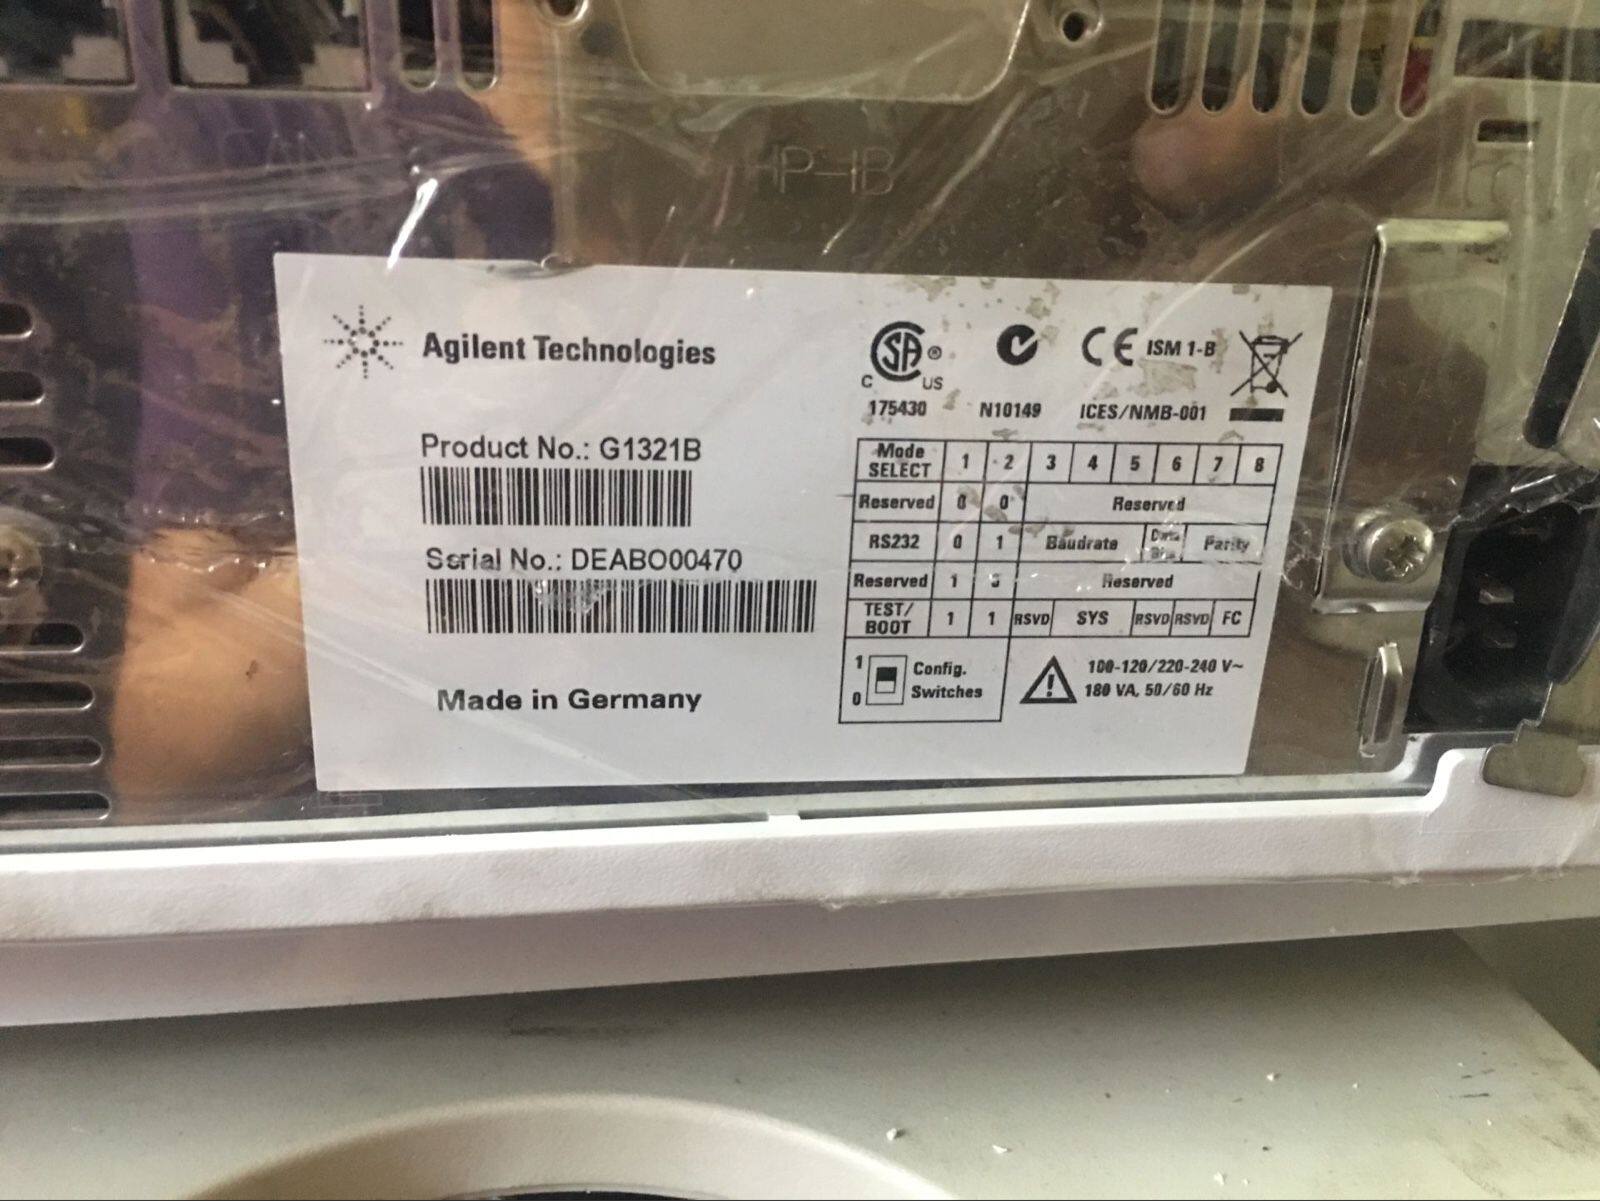 HP-IB
Agilent Technologies
Product No.: G1321B
Serial No.: DEABO00470
Made in Germany
SA ®
C US
CE ISM 1-B
175430 N10149 ICES/NMB-001
Mode SELECT 1 2 3 4 5 6 7 8
Reserved 0 0 Reserved
RS232 0 1 Baudrate Data Parity
Reserved 1 Reserved
TEST/BOOT 1 1 RSVD SYS RSVD RSVD FC
1
0
Config.
Switches
100-120/220-240 V~
180 VA, 50/60 Hz